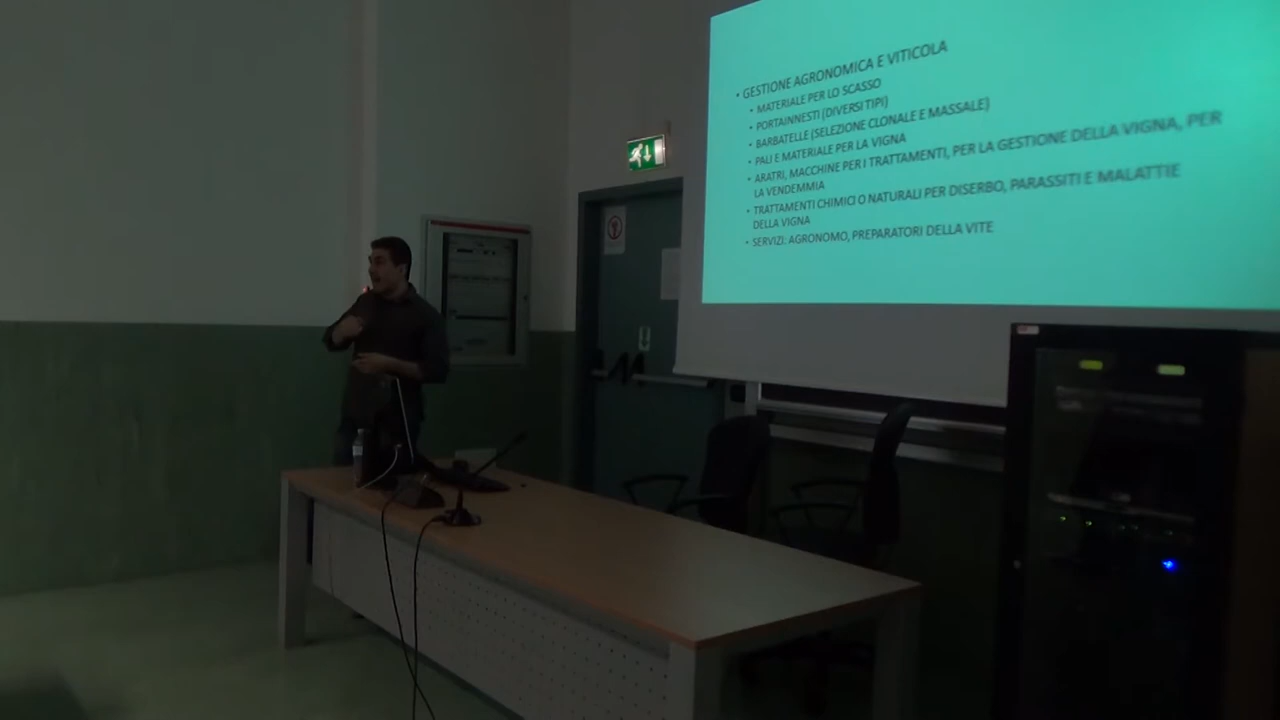 • GESTIONE AGRONOMICA E VITICOLA
• MATERIALE PER LO SCASSO
• PORTAINNESTI (DIVERSI TIPI)
• BARBATELLE (SELEZIONE CLONALE E MASSALE)
• PALI E MATERIALE PER LA VIGNA
• ARATRI, MACCHINE PER I TRATTAMENTI, PER LA GESTIONE DELLA VIGNA, PER
LA VENDEMMIA
• TRATTAMENTI CHIMICI O NATURALI PER DISERBO, PARASSITI E MALATTIE
DELLA VIGNA
• SERVIZI: AGRONOMO, PREPARATORI DELLA VITE